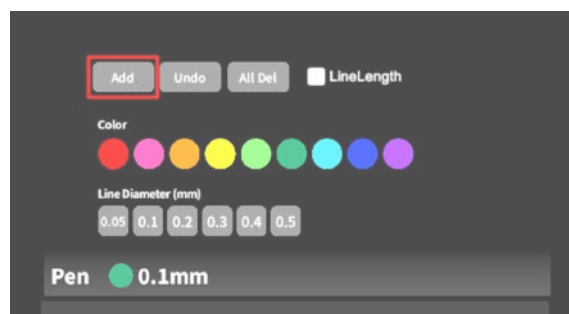 Add Undo All Del LineLength
Color
Line Diameter (mm)
0.05 0.1 0.2 0.3 0.4 0.5
Pen 0.1mm